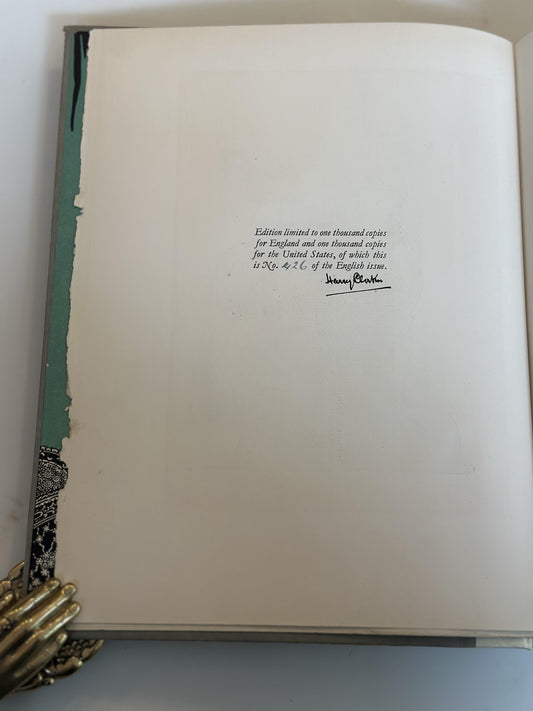 Edition limited to one thousand copies
for England and one thousand copies
for the United States, of which this
is No. 426 of the English issue.
Harry Clarke